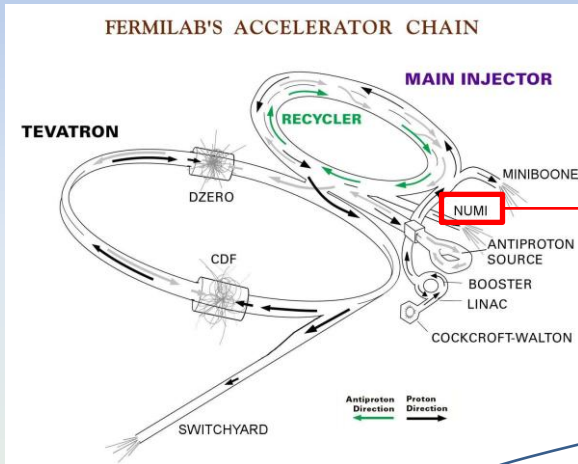 FERMILAB'S ACCELERATOR CHAIN
MAIN INJECTOR
RECYCLER
TEVATRON
DZERO
MINIBOONE
NUMI
ANTIPROTON
SOURCE
CDF
BOOSTER
LINAC
COCKCROFT-WALTON
Antiproton
Direction
Proton
Direction
SWITCHYARD